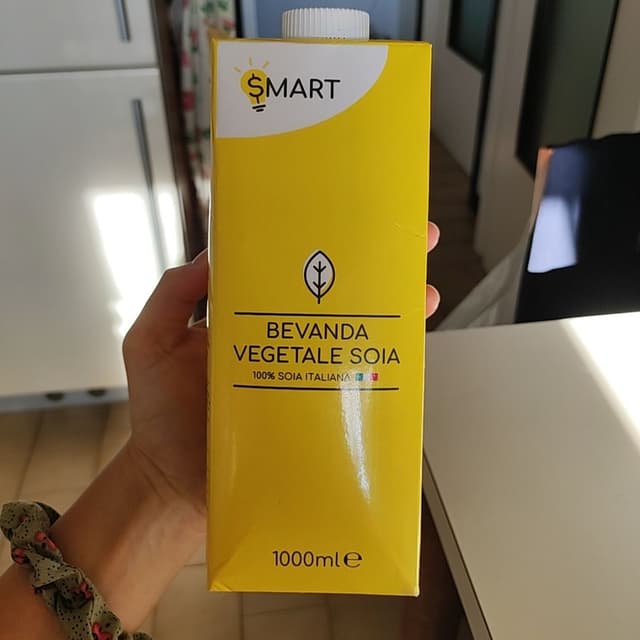 $MART
BEVANDA
VEGETALE SOIA
100% SOIA ITALIANA
1000ml e